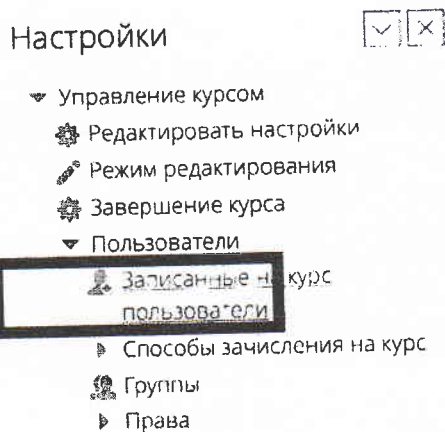 Настройки
Управление курсом
Редактировать настройки
Режим редактирования
Завершение курса
Пользователи
Записанные на курс
пользователи
Способы зачисления на курс
Группы
Права